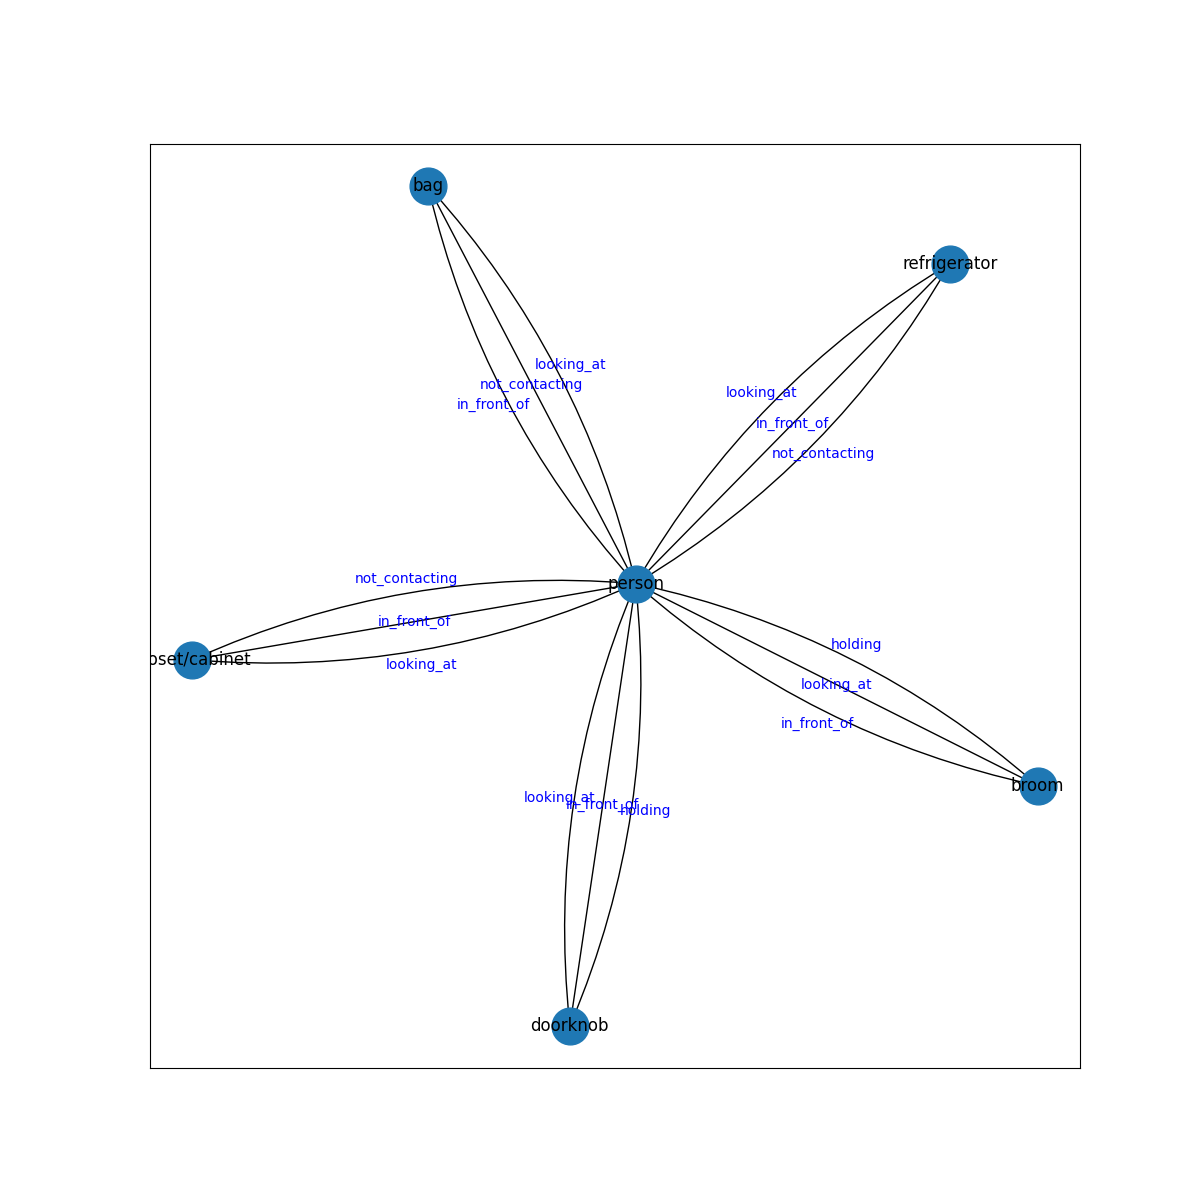 bag
refrigerator
looking_at
not_contacting
in_front_of
looking_at
in_front_of
not_contacting
not_contacting
person
in_front_of
oset/cabinet
looking_at
holding
looking_at
in_front_of
broom
looking_at
in_front_of
holding
doorknob